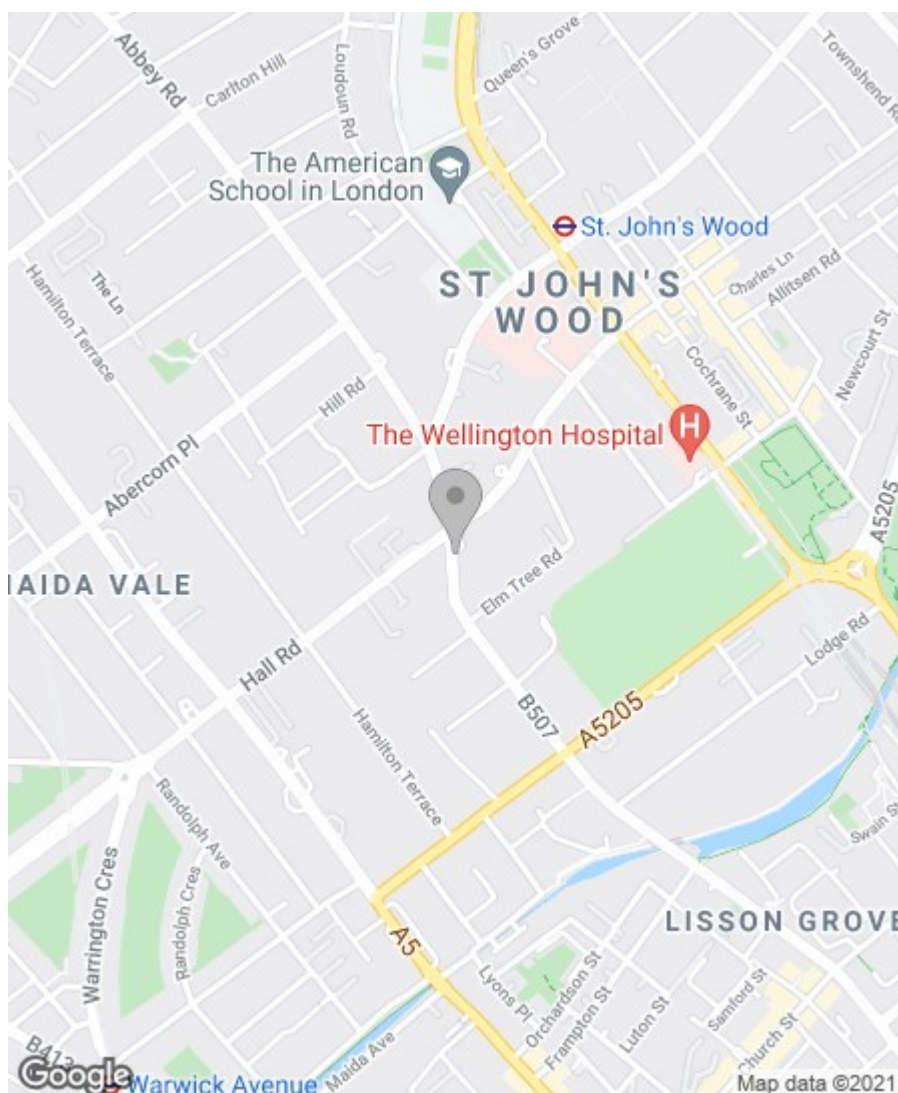 Abbey Rd
Carlton Hill
Loudoun Rd
Queen's Grove
Townshend R
The American
School in London
St. John's Wood
ST JOHN'S
WOOD
Charles Ln
Allitsen Rd
Newcourt St
Cochrane St
Hamilton Terrace
The Ln
Hill Rd
Abercorn Pl
The Wellington Hospital
H
A5205
AIDA VALE
Elm Tree Rd
Hall Rd
Lodge Rd
B507
A5205
Hamilton Terrace
Randolph Ave
Swain St
Warrington Cres
Randolph Cres
LISSON GROVE
A5
Lyons Pl
Orchardson St
Frampton St
Luton St
Samford St
Church St
Maida Ave
B413
Google
Warwick Avenue
Map data ©2021